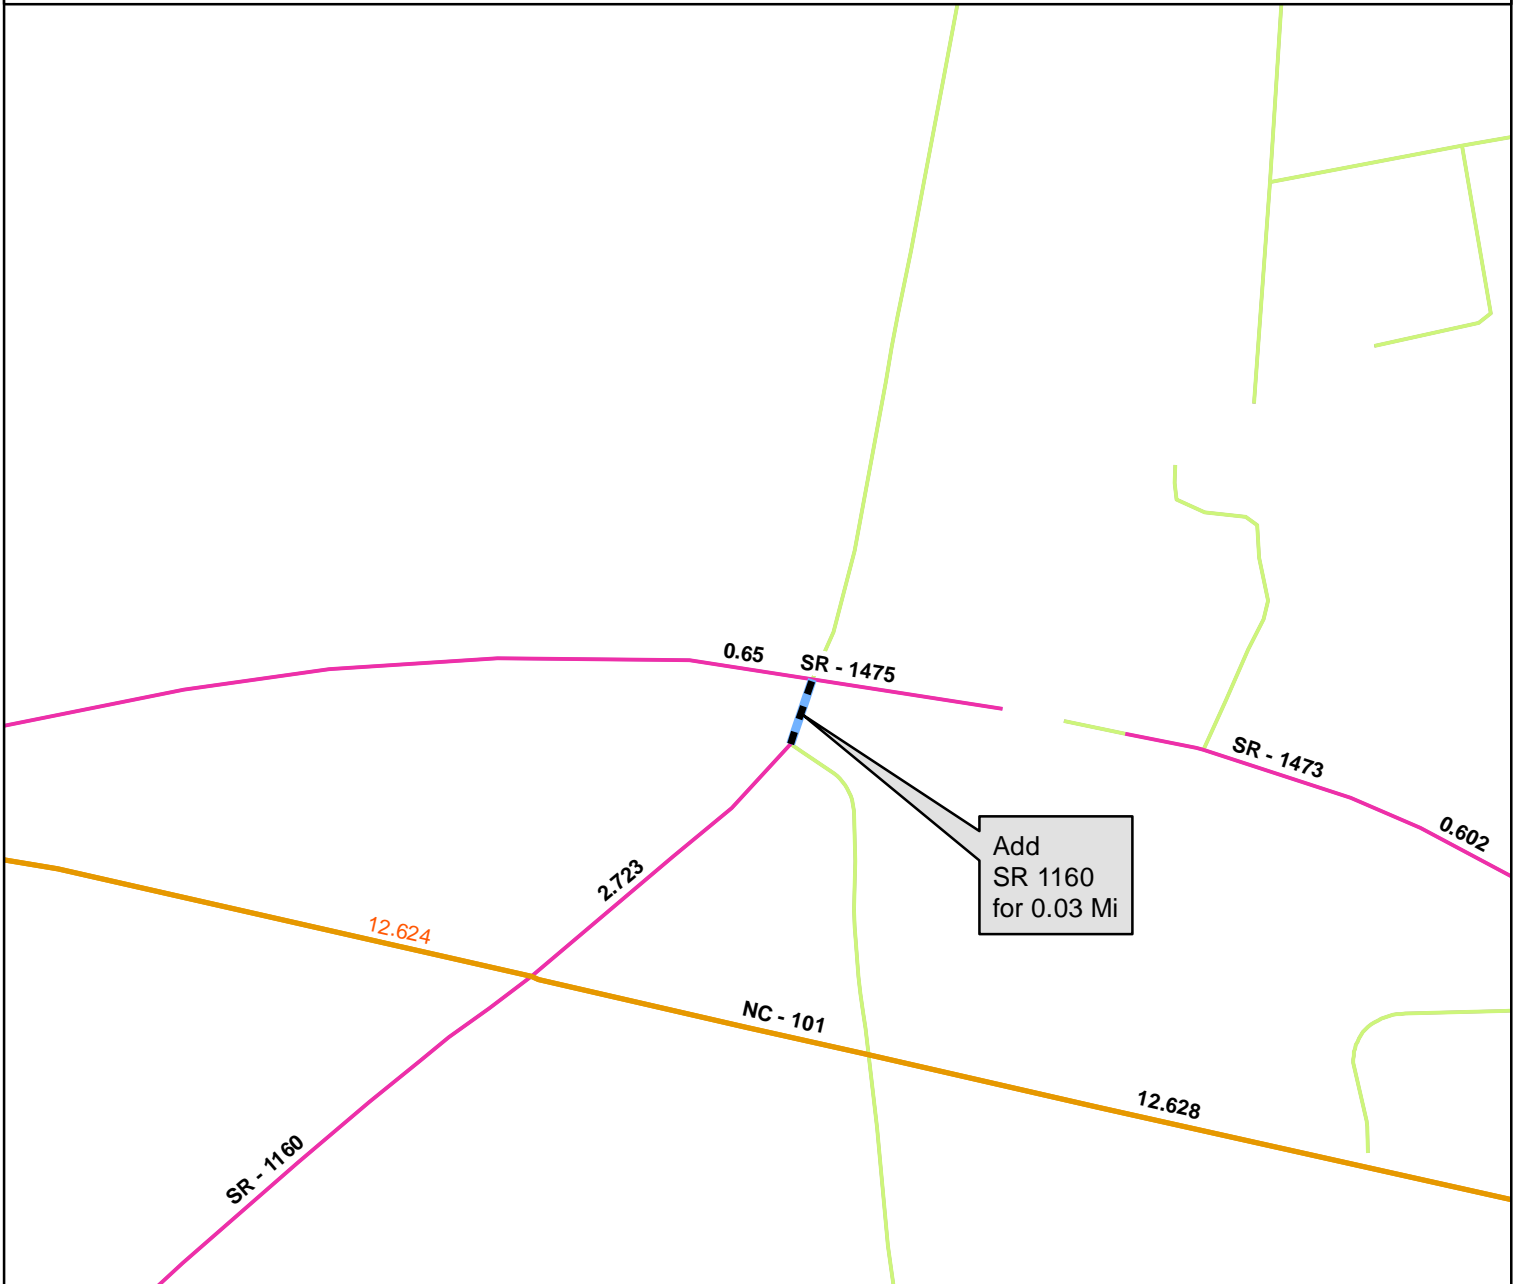 0.65
SR - 1475
SR - 1473
0.602
Add
SR 1160
for 0.03 Mi
2.723
12.624
NC - 101
12.628
SR - 1160